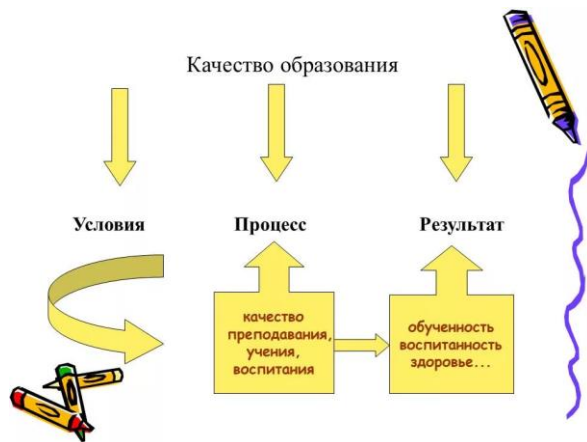 Качество образования
Условия
Процесс
Результат
качество
преподавания,
учения,
воспитания
обученность
воспитанность
здоровье...